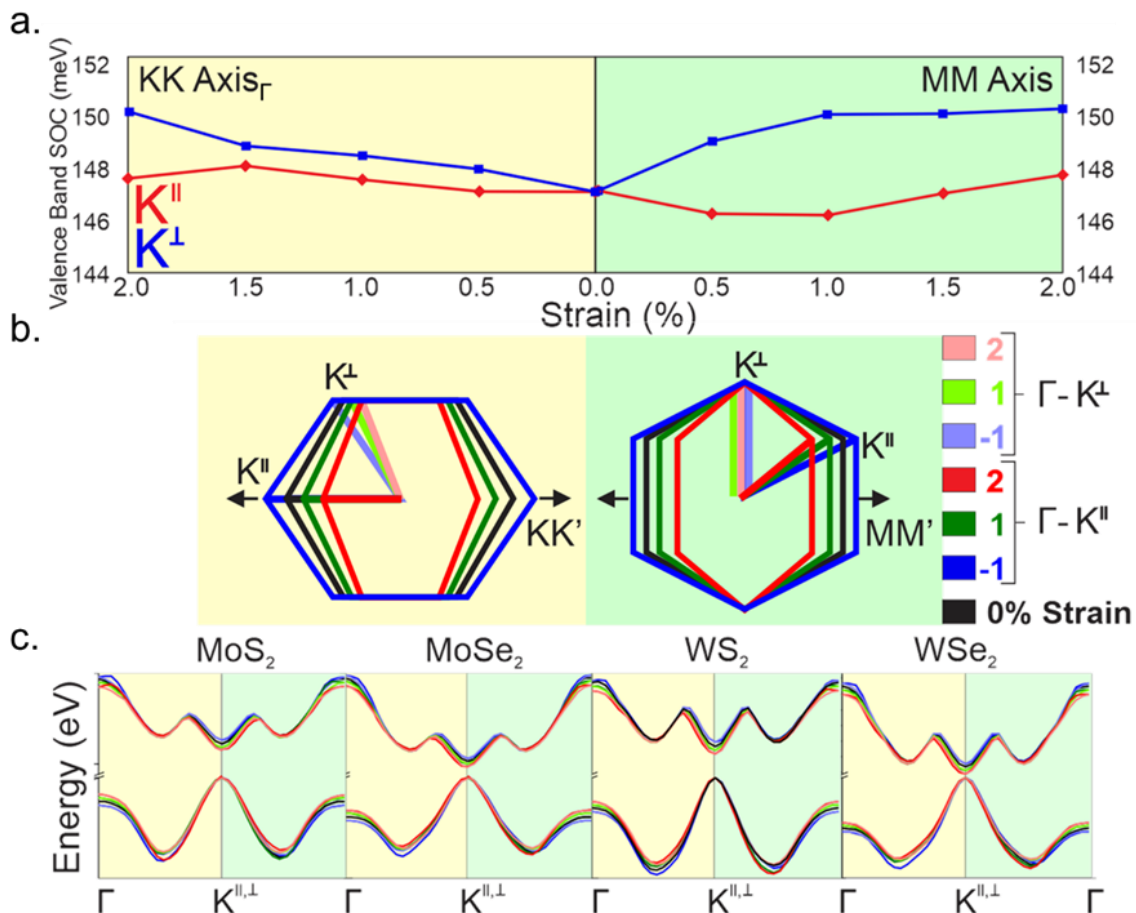 a.
Valence Band SOC (meV)
152
150
148
146
144
KK Axis_Γ
MM Axis
152
150
148
146
144
K^||
K^⊥
2.0 1.5 1.0 0.5 0.0 0.5 1.0 1.5 2.0
Strain (%)
b.
K^⊥
K^||
KK’
K^⊥
K^||
MM’
2
1
-1
Γ - K^⊥
2
1
-1
Γ - K^||
0% Strain
c.
MoS₂ MoSe₂ WS₂ WSe₂
Energy (eV)
Γ K^||,⊥ Γ K^||,⊥ Γ K^||,⊥ Γ K^||,⊥ Γ